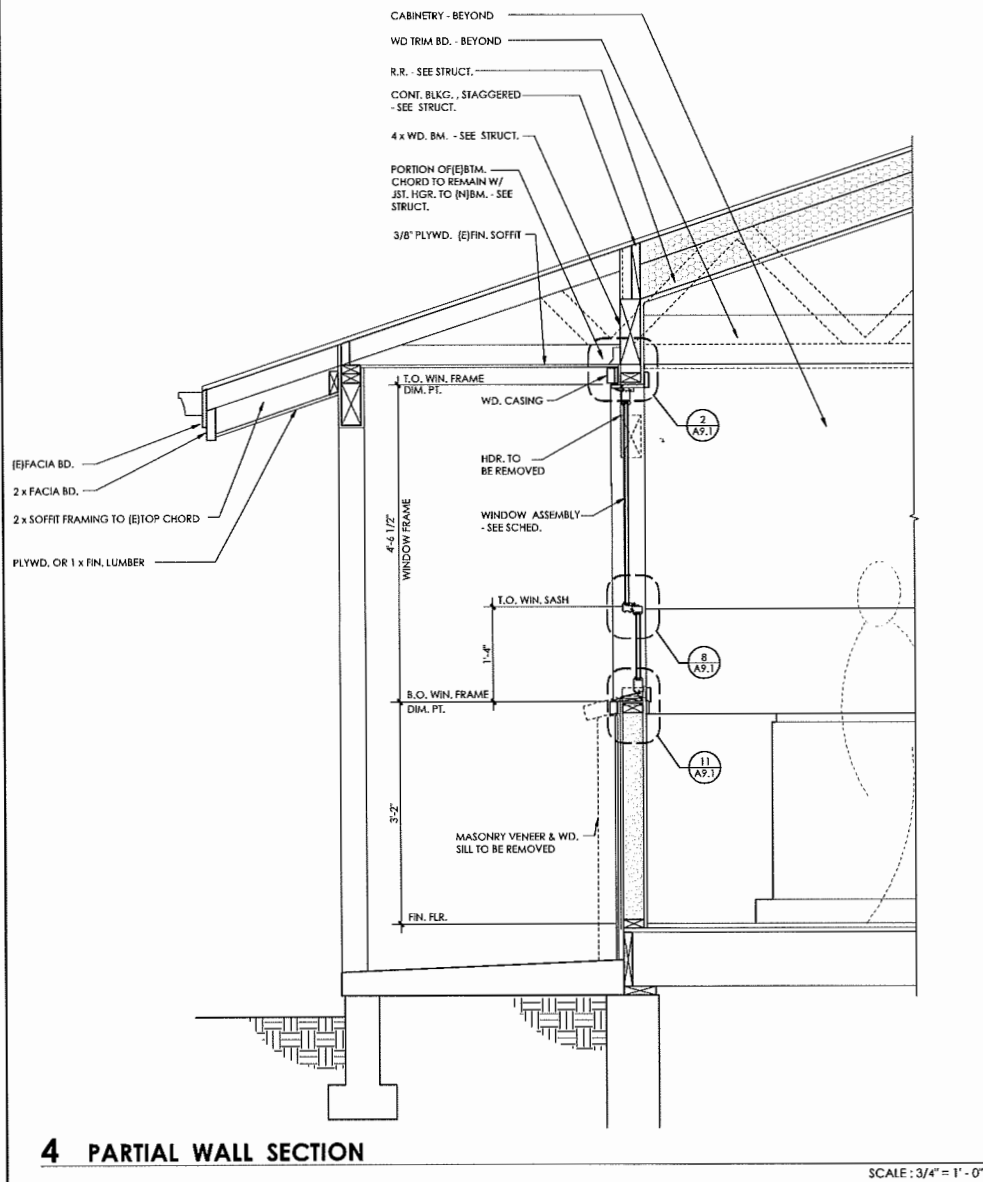 CABINETRY - BEYOND
WD TRIM BD. - BEYOND
R.R. - SEE STRUCT.
CONT. BLKG. , STAGGERED
- SEE STRUCT.
4 x WD. BM. - SEE STRUCT.
PORTION OF(E)BTM.
CHORD TO REMAIN W/
JST. HGR. TO (N)BM. - SEE
STRUCT.
3/8" PLYWD. (E)FIN. SOFFIT
T.O. WIN. FRAME
DIM. PT.
WD. CASING
2
A9.1
HDR. TO
BE REMOVED
(E)FACIA BD.
2 x FACIA BD.
2 x SOFFIT FRAMING TO (E)TOP CHORD
PLYWD. OR 1 x FIN. LUMBER
4'-6 1/2"
WINDOW FRAME
WINDOW ASSEMBLY
- SEE SCHED.
T.O. WIN. SASH
1'-4"
8
A9.1
B.O. WIN. FRAME
DIM. PT.
11
A9.1
3'-2"
MASONRY VENEER & WD.
SILL TO BE REMOVED
FIN. FLR.
4 PARTIAL WALL SECTION
SCALE : 3/4" = 1' - 0"